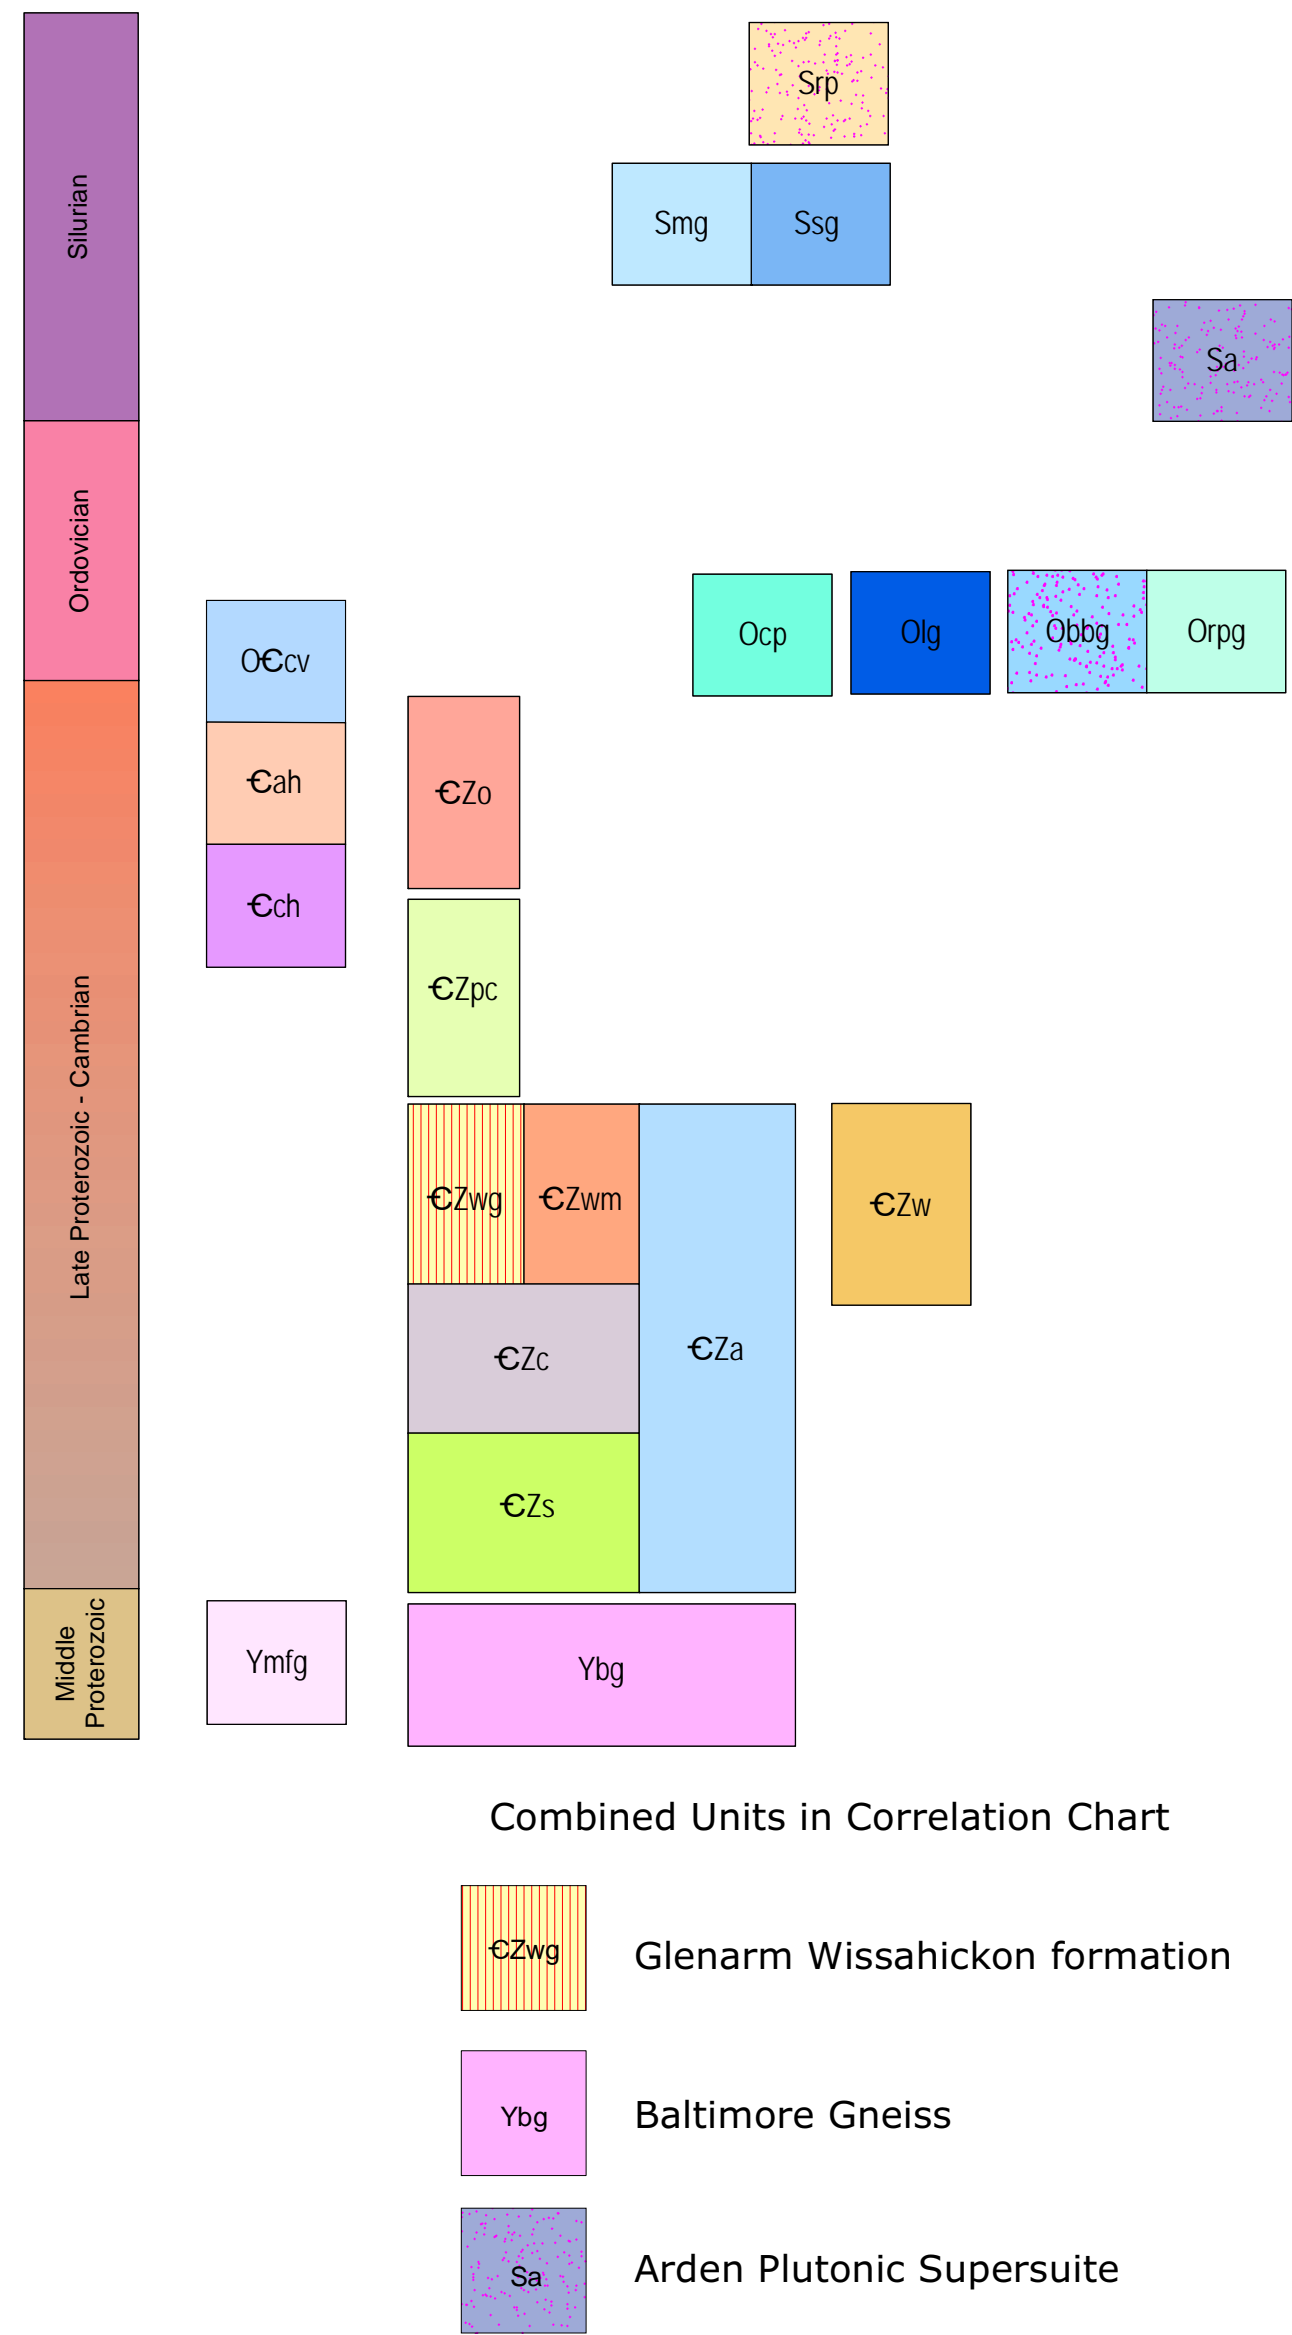 Silurian
Ordovician
Late Proterozoic - Cambrian
Middle
Proterozoic
Srp
Smg
Ssg
Sa
Ocp
Olg
Obbg
Orpg
O€cv
€ah
€ch
€Zo
€Zpc
€Zwg
€Zwm
€Zw
€Za
€Zc
€Zs
Ymfg
Ybg
Combined Units in Correlation Chart
€Zwg
Glenarm Wissahickon formation
Ybg
Baltimore Gneiss
Sa
Arden Plutonic Supersuite